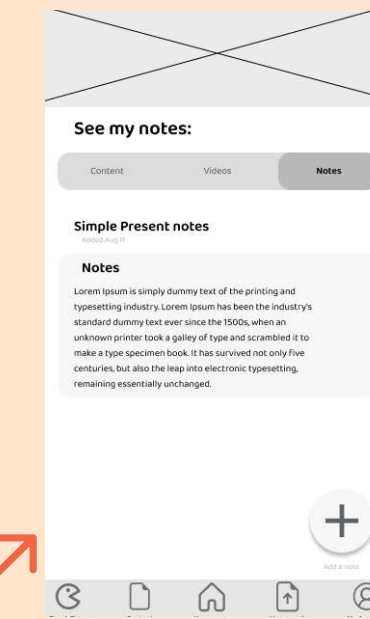 See my notes:
Content Videos Notes
Simple Present notes
Added Aug 11
Notes
Lorem Ipsum is simply dummy text of the printing and
typesetting industry. Lorem Ipsum has been the industry's
standard dummy text ever since the 1500s, when an
unknown printer took a galley of type and scrambled it to
make a type specimen book. It has survived not only five
centuries, but also the leap into electronic typesetting,
remaining essentially unchanged.
Add a note